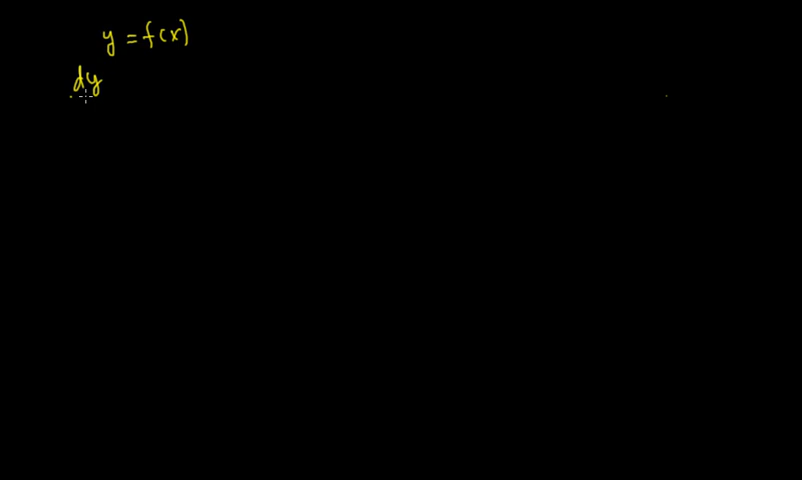 y = f(x)
dy